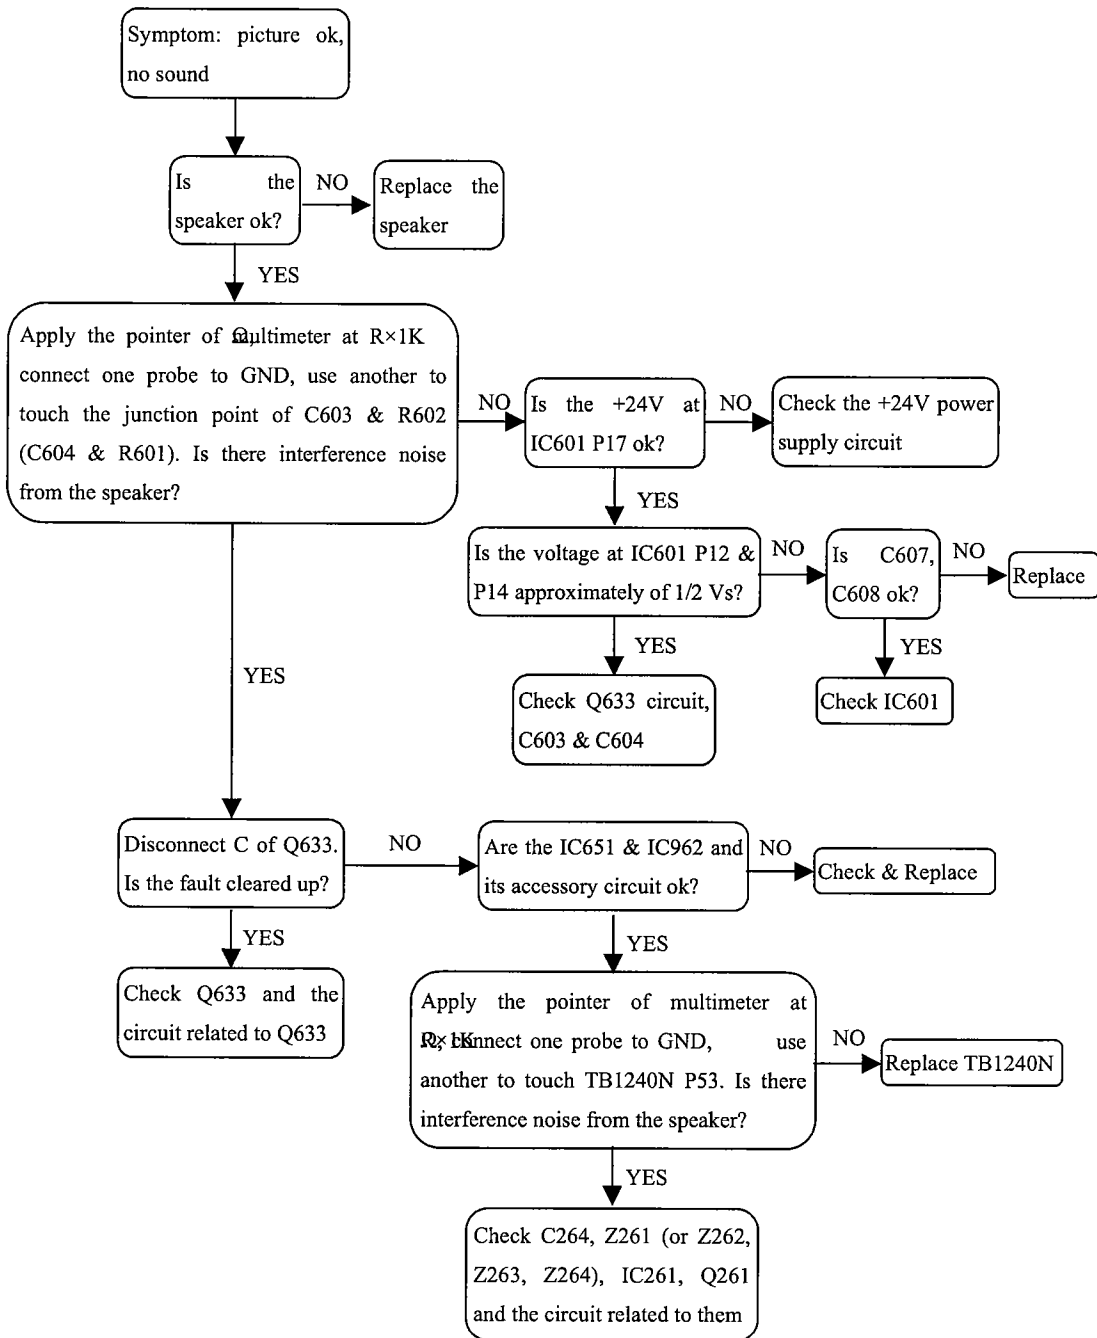 Symptom: picture ok,
no sound
Is the
speaker ok?
NO
Replace the
speaker
YES
Apply the pointer of multimeter at R×1K
Ω,
connect one probe to GND, use another to
touch the junction point of C603 & R602
(C604 & R601). Is there interference noise
from the speaker?
NO
Is the +24V at
IC601 P17 ok?
NO
Check the +24V power
supply circuit
YES
Is the voltage at IC601 P12 &
P14 approximately of 1/2 Vs?
NO
Is C607,
C608 ok?
NO
Replace
YES
Check Q633 circuit,
C603 & C604
YES
Check IC601
YES
Disconnect C of Q633.
Is the fault cleared up?
NO
Are the IC651 & IC962 and
its accessory circuit ok?
NO
Check & Replace
YES
Check Q633 and the
circuit related to Q633
YES
Apply the pointer of multimeter at
R×1K Ω, connect one probe to GND, use
another to touch TB1240N P53. Is there
interference noise from the speaker?
NO
Replace TB1240N
YES
Check C264, Z261 (or Z262,
Z263, Z264), IC261, Q261
and the circuit related to them